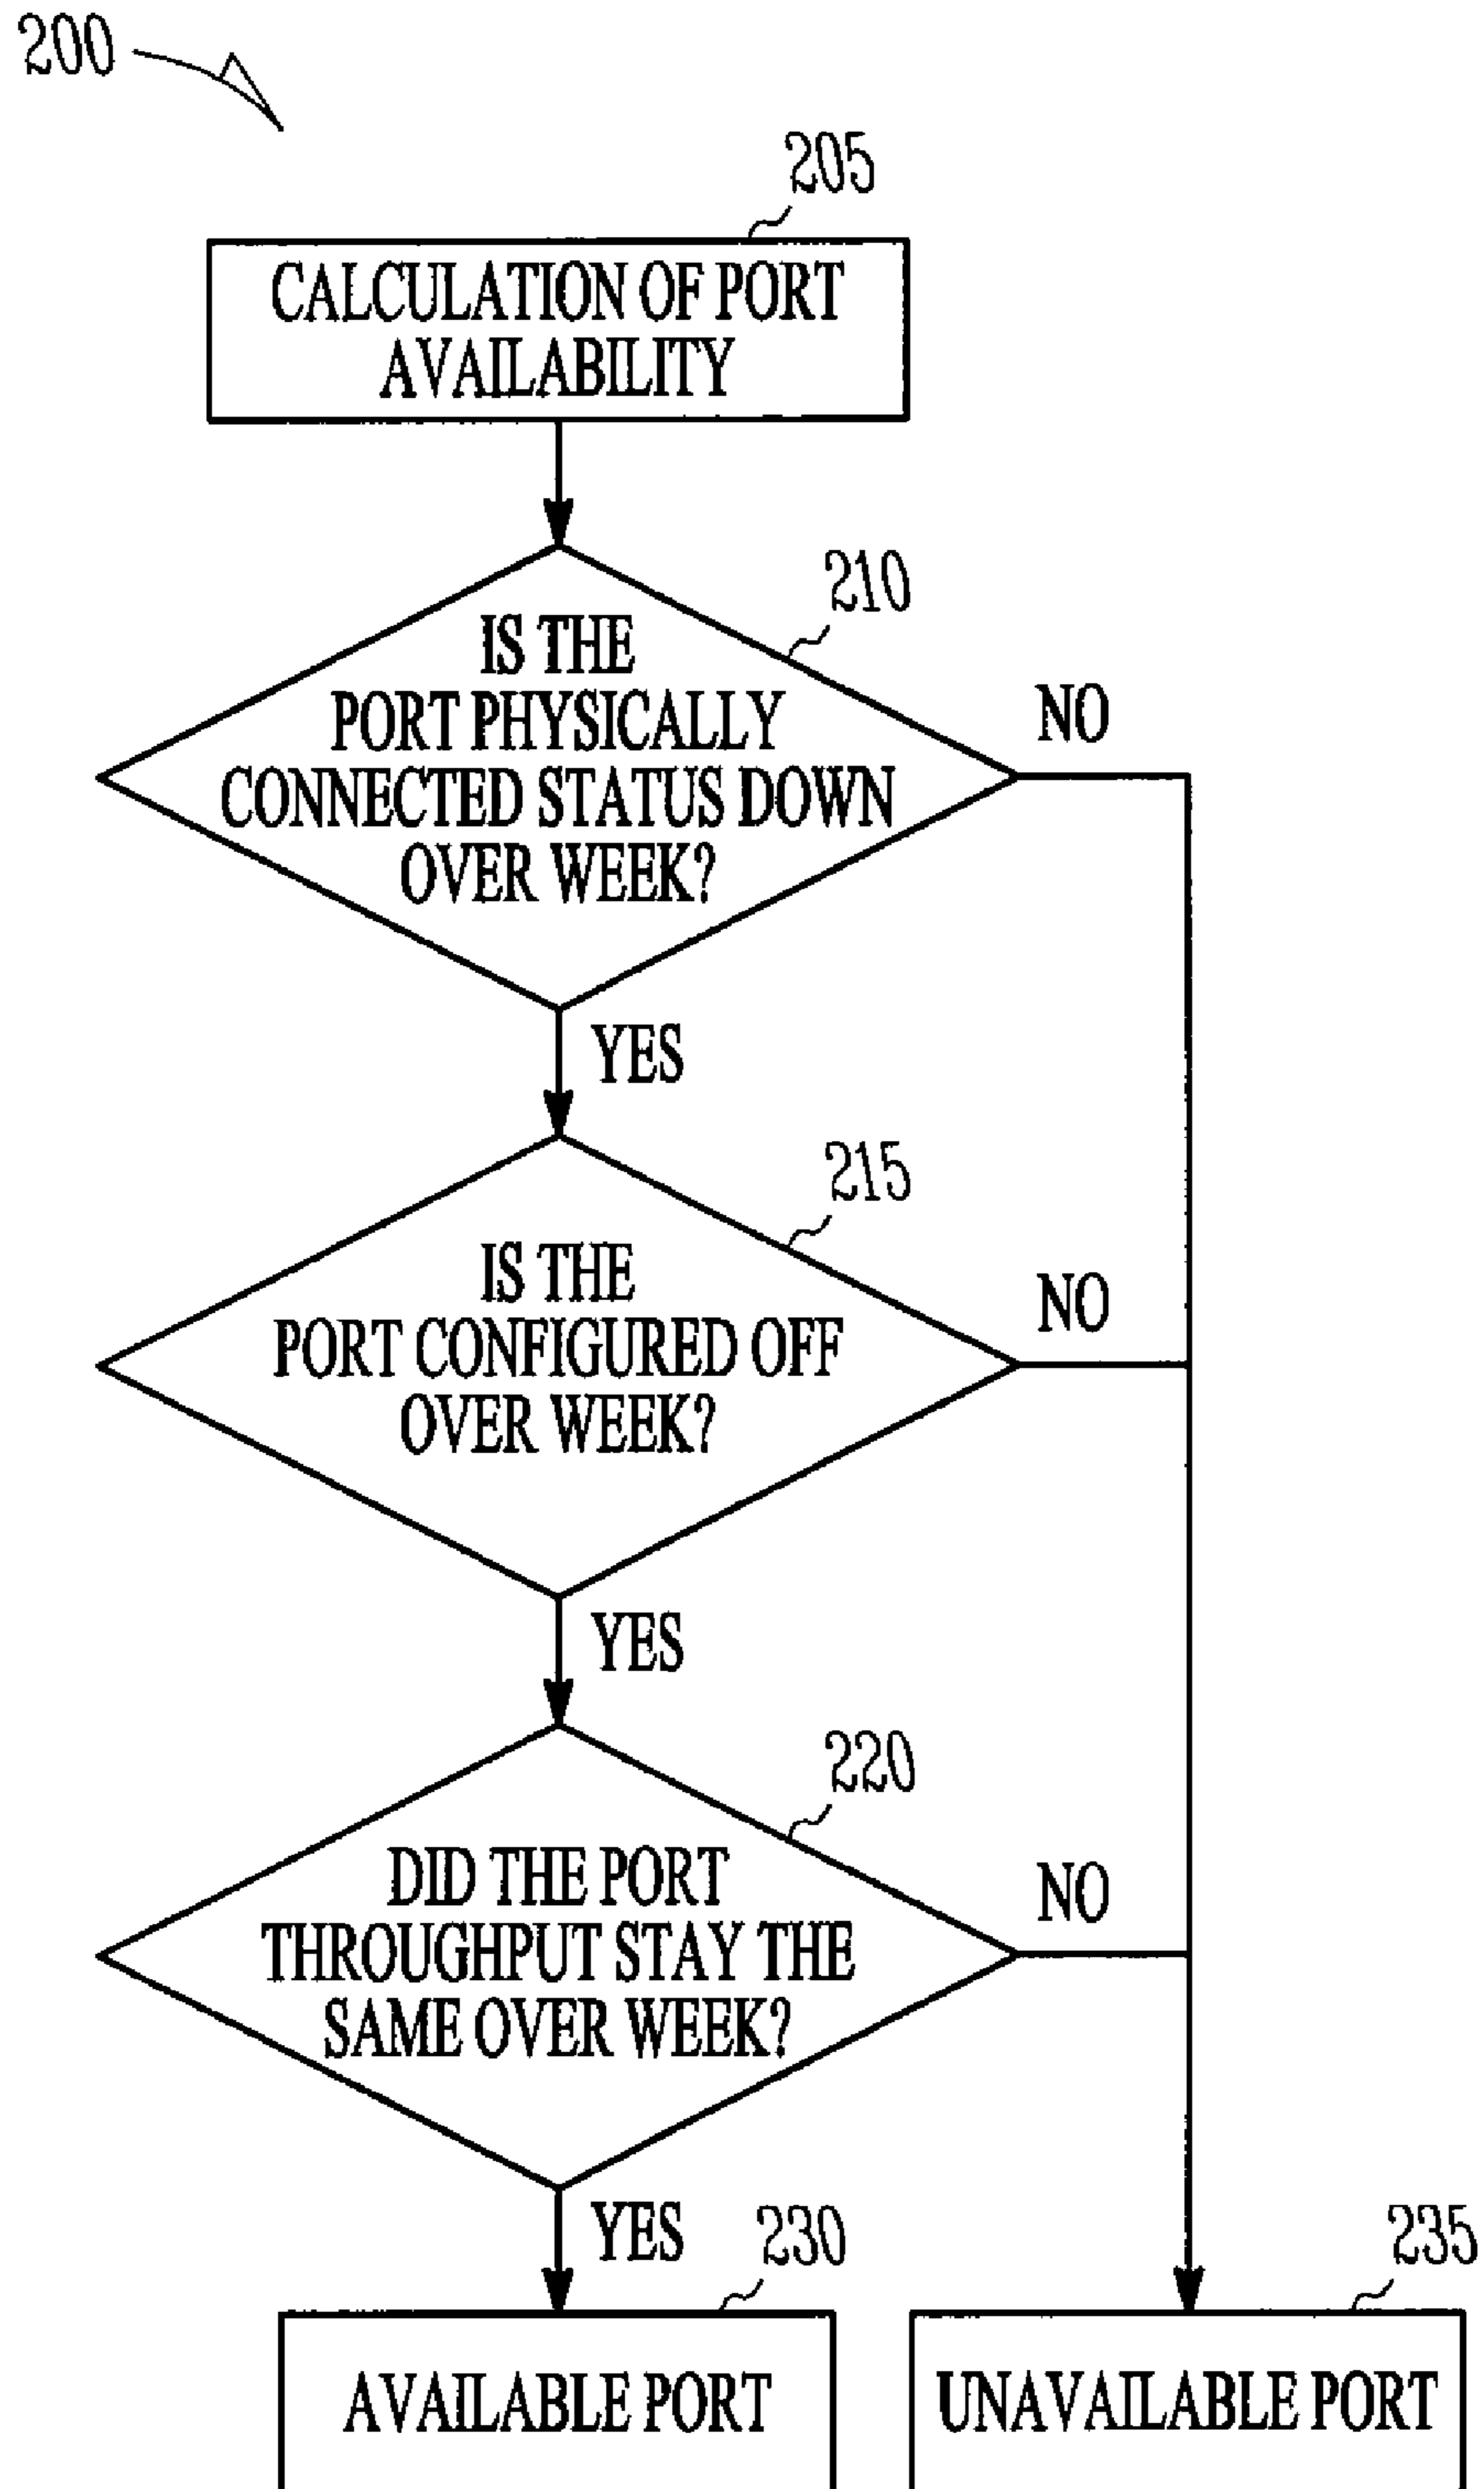 200
205
CALCULATION OF PORT
AVAILABILITY
210
IS THE
PORT PHYSICALLY
CONNECTED STATUS DOWN
OVER WEEK?
NO
YES
215
IS THE
PORT CONFIGURED OFF
OVER WEEK?
NO
YES
220
DID THE PORT
THROUGHPUT STAY THE
SAME OVER WEEK?
NO
YES
230
235
AVAILABLE PORT
UNAVAILABLE PORT